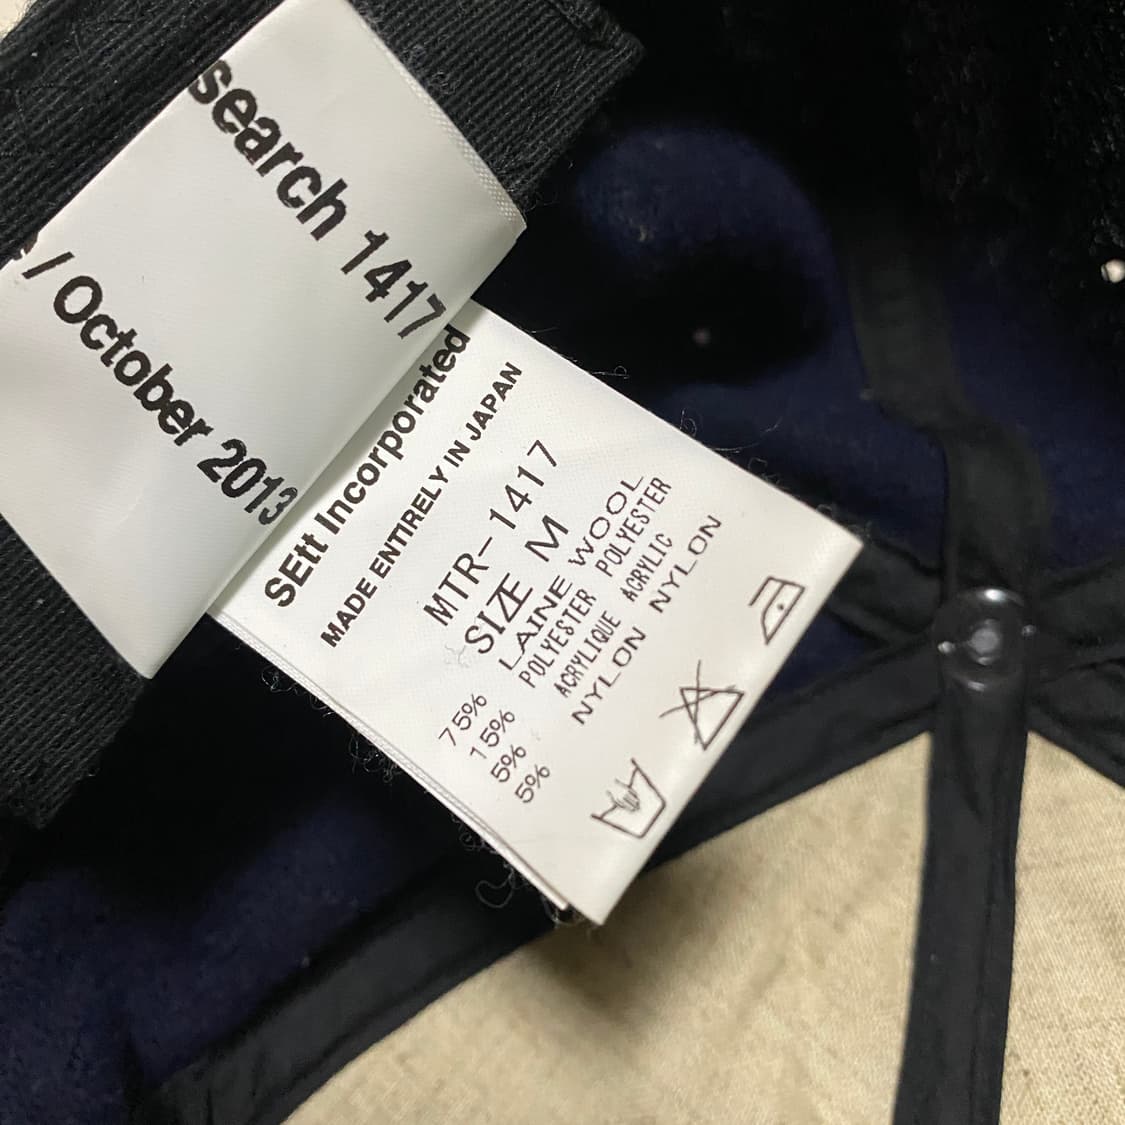 search 1417
/ October 2013
SEtt Incorporated
MADE ENTIRELY IN JAPAN
MTR-1417
SIZE M
75% LAINE WOOL
15% POLYESTER POLYESTER
5% ACRYLIQUE ACRYLIC
5% NYLON NYLON